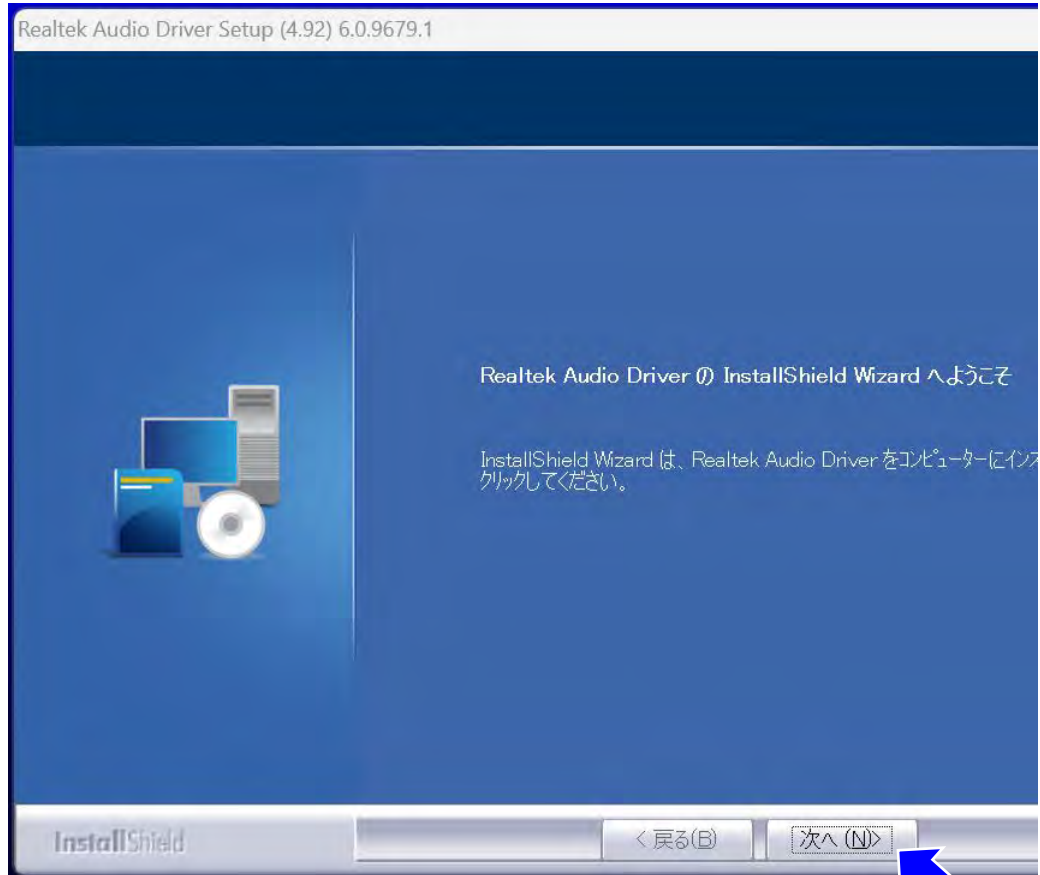 Realtek Audio Driver Setup (4.92) 6.0.9679.1
Realtek Audio Driver の InstallShield Wizard へようこそ
InstallShield Wizard は、Realtek Audio Driver をコンピューターにインス
クリックしてください。
InstallShield
< 戻る(B)
次へ (N)>